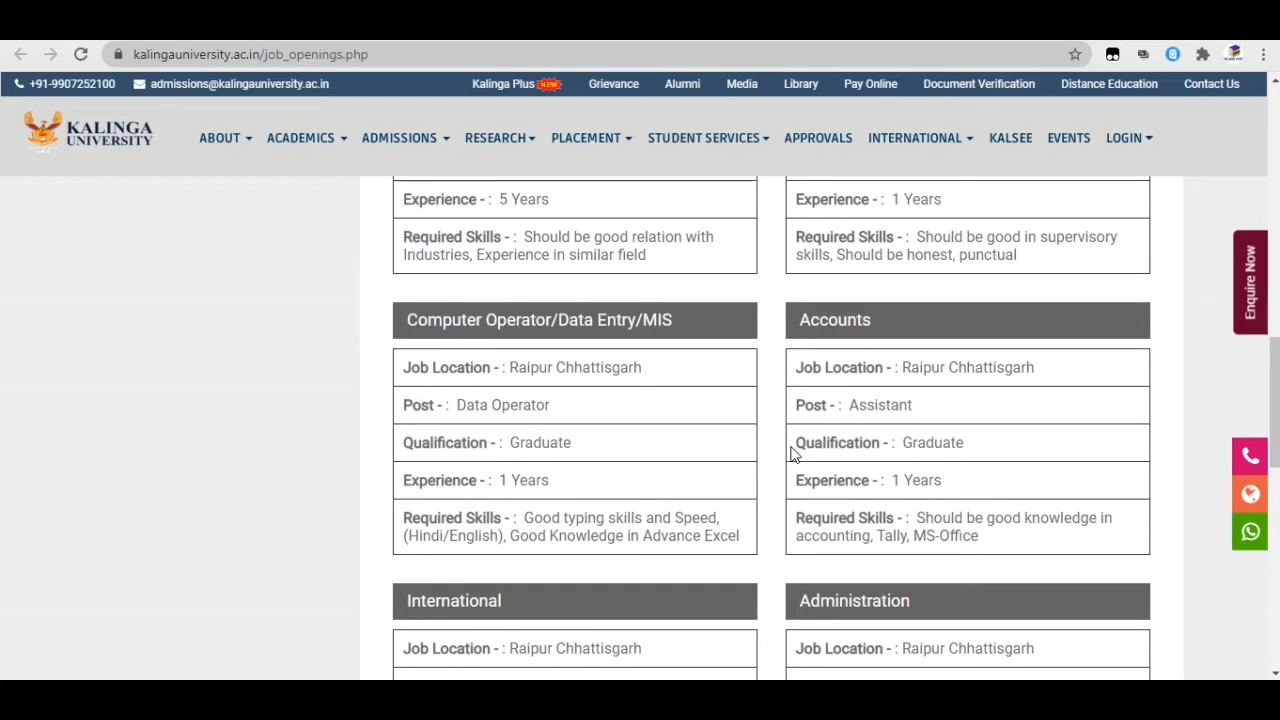 kalingauniversity.ac.in/job_openings.php
+91-9907252100 admissions@kalingauniversity.ac.in Kalinga Plus NEW Grievance Alumni Media Library Pay Online Document Verification Distance Education Contact Us
KALINGA
UNIVERSITY
ABOUT ACADEMICS ADMISSIONS RESEARCH PLACEMENT STUDENT SERVICES APPROVALS INTERNATIONAL KALSEE EVENTS LOGIN
Experience - : 5 Years
Required Skills - : Should be good relation with
Industries, Experience in similar field
Experience - : 1 Years
Required Skills - : Should be good in supervisory
skills, Should be honest, punctual
Enquire Now
Computer Operator/Data Entry/MIS
Job Location - : Raipur Chhattisgarh
Post - : Data Operator
Qualification - : Graduate
Experience - : 1 Years
Required Skills - : Good typing skills and Speed,
(Hindi/English), Good Knowledge in Advance Excel
Accounts
Job Location - : Raipur Chhattisgarh
Post - : Assistant
Qualification - : Graduate
Experience - : 1 Years
Required Skills - : Should be good knowledge in
accounting, Tally, MS-Office
International
Job Location - : Raipur Chhattisgarh
Administration
Job Location - : Raipur Chhattisgarh